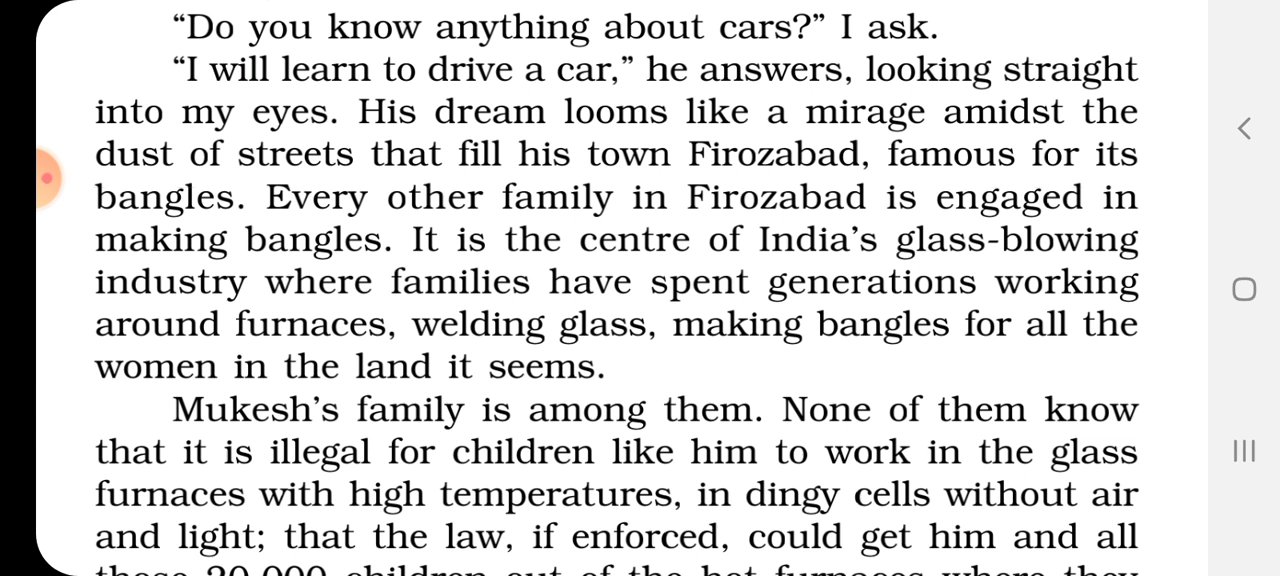 “Do you know anything about cars?” I ask.
“I will learn to drive a car,” he answers, looking straight
into my eyes. His dream looms like a mirage amidst the
dust of streets that fill his town Firozabad, famous for its
bangles. Every other family in Firozabad is engaged in
making bangles. It is the centre of India’s glass-blowing
industry where families have spent generations working
around furnaces, welding glass, making bangles for all the
women in the land it seems.
Mukesh’s family is among them. None of them know
that it is illegal for children like him to work in the glass
furnaces with high temperatures, in dingy cells without air
and light; that the law, if enforced, could get him and all